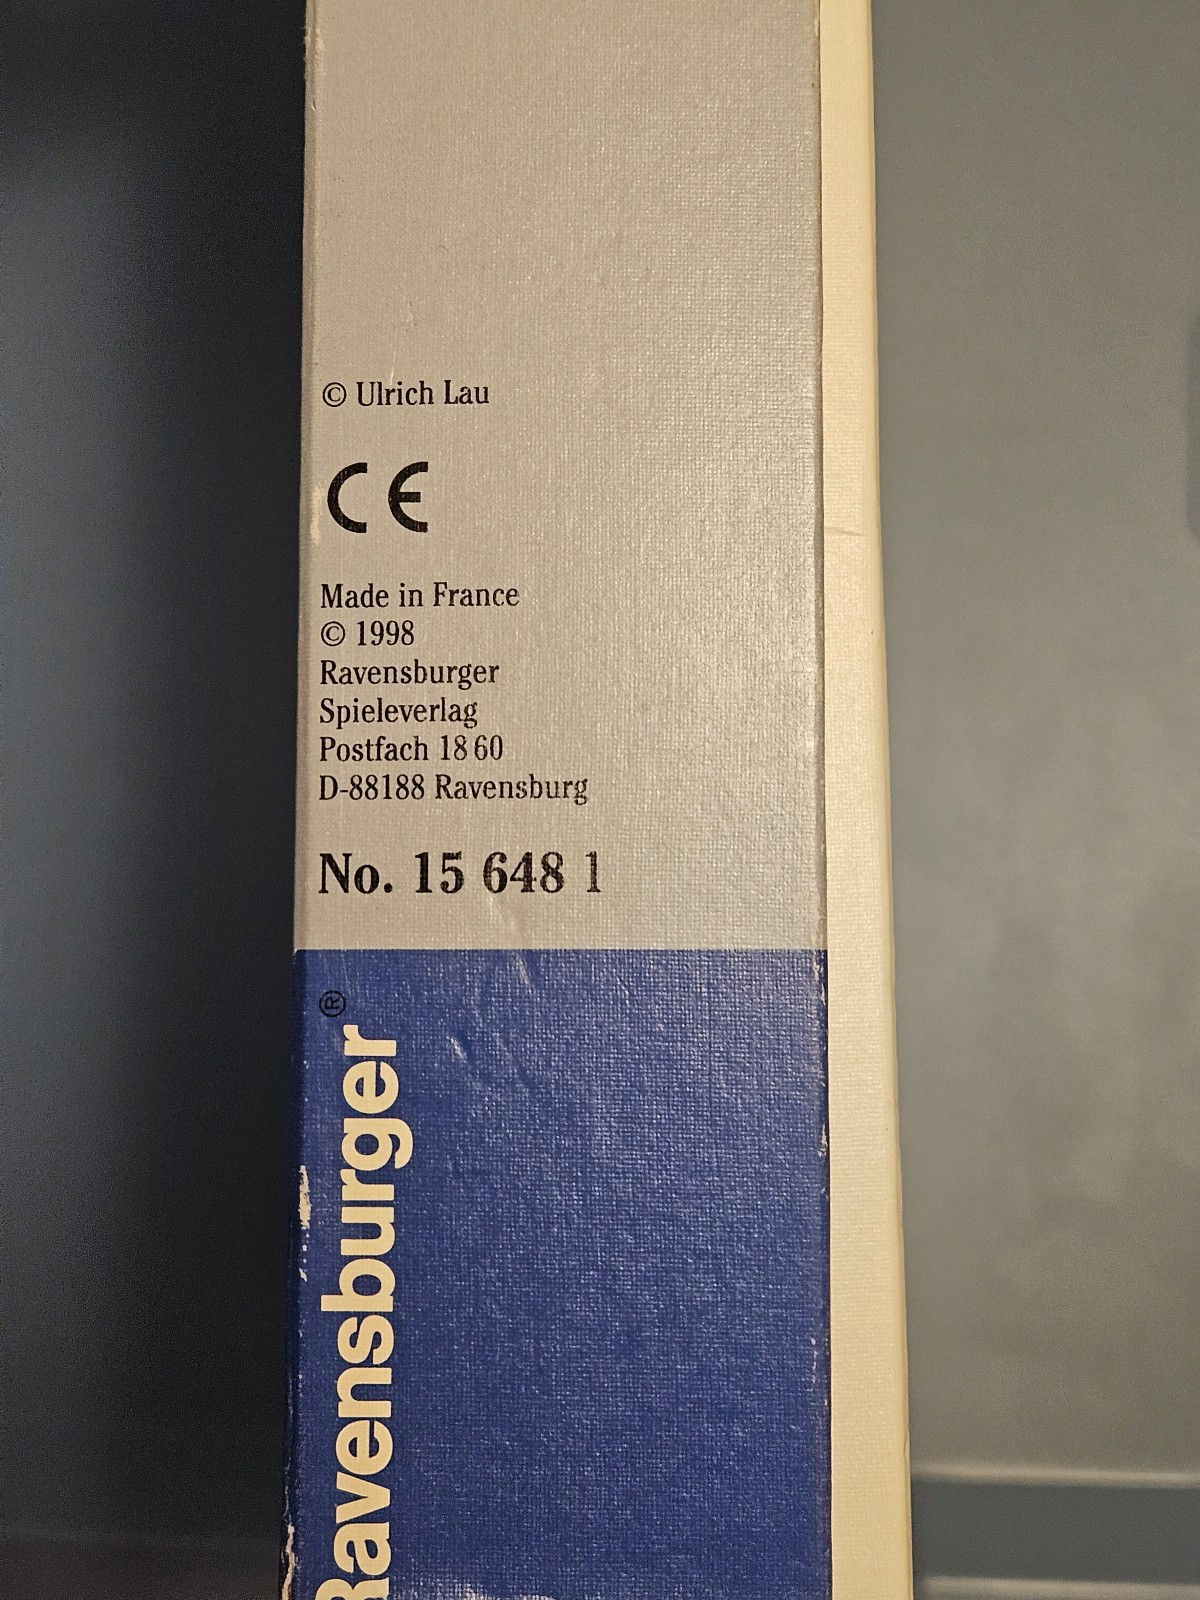 © Ulrich Lau
CE
Made in France
© 1998
Ravensburger
Spieleverlag
Postfach 18 60
D-88188 Ravensburg
No. 15 648 1
Ravensburger®